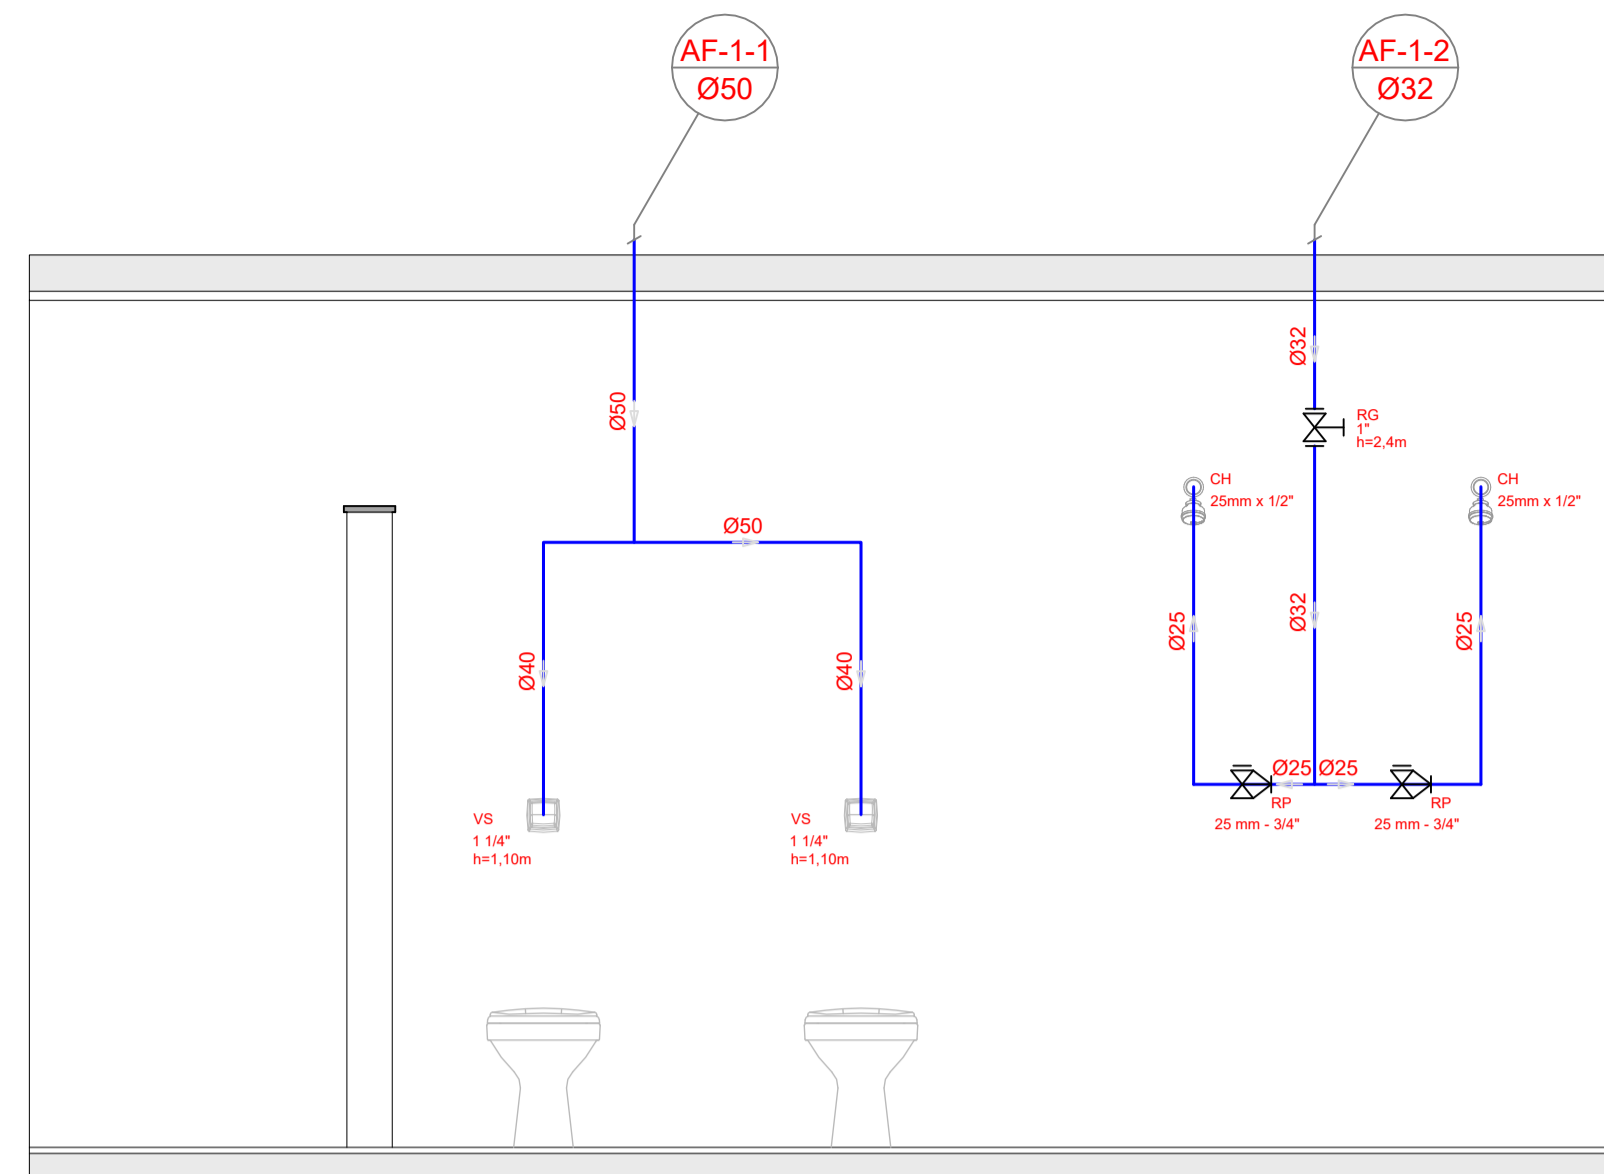 AF-1-1
Ø50
AF-1-2
Ø32
Ø32
Ø50
RG
1"
h=2,4m
CH
25mm x 1/2"
CH
25mm x 1/2"
Ø50
Ø32
Ø25
Ø25
Ø40
Ø40
Ø25
Ø25
RP
25 mm - 3/4"
RP
25 mm - 3/4"
VS
1 1/4"
h=1,10m
VS
1 1/4"
h=1,10m